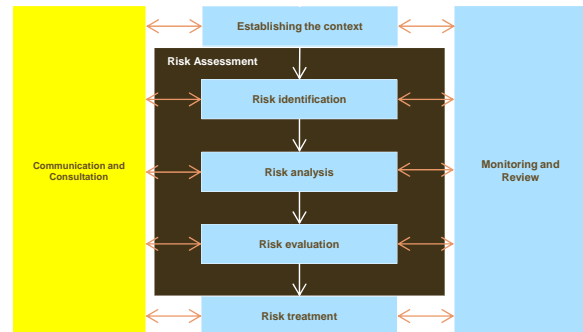 Establishing the context
Risk Assessment
Risk identification
Communication and
Consultation
Risk analysis
Monitoring and
Review
Risk evaluation
Risk treatment